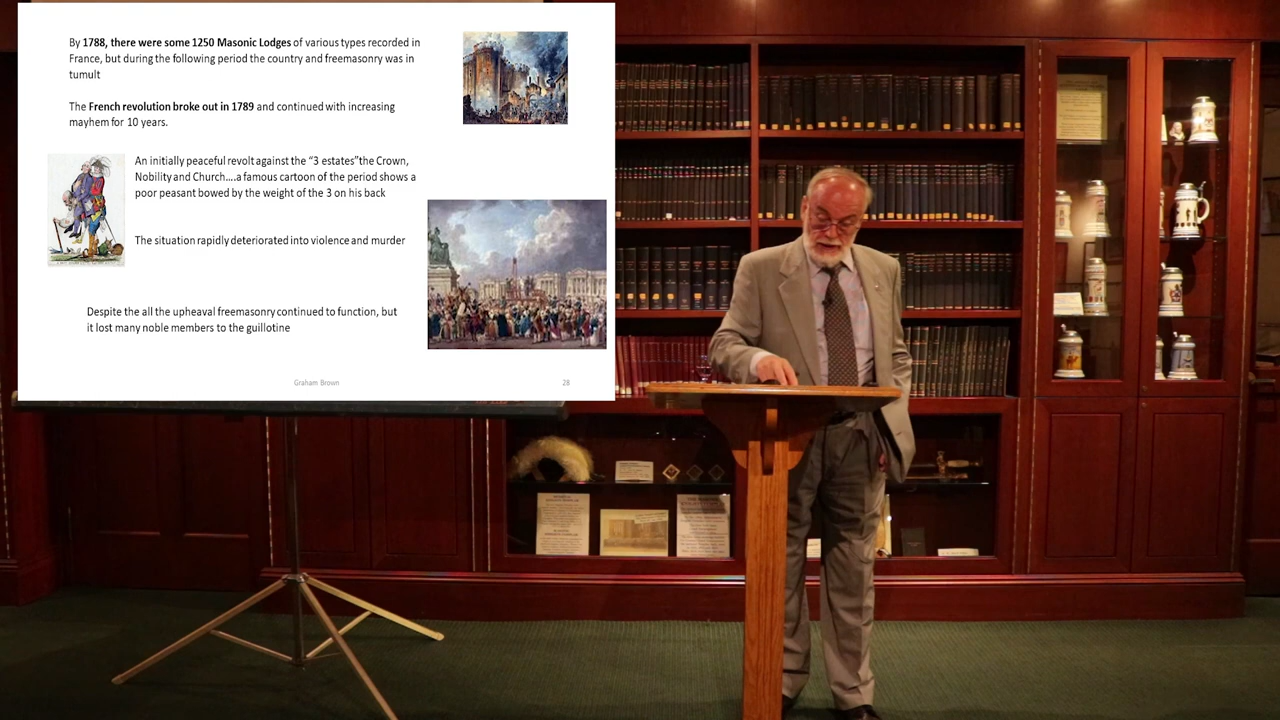 By 1788, there were some 1250 Masonic Lodges of various types recorded in
France, but during the following period the country and freemasonry was in
tumult
The French revolution broke out in 1789 and continued with increasing
mayhem for 10 years.
An initially peaceful revolt against the “3 estates”the Crown,
Nobility and Church....a famous cartoon of the period shows a
poor peasant bowed by the weight of the 3 on his back
The situation rapidly deteriorated into violence and murder
Despite the all the upheaval freemasonry continued to function, but
it lost many noble members to the guillotine
Graham Brown
28